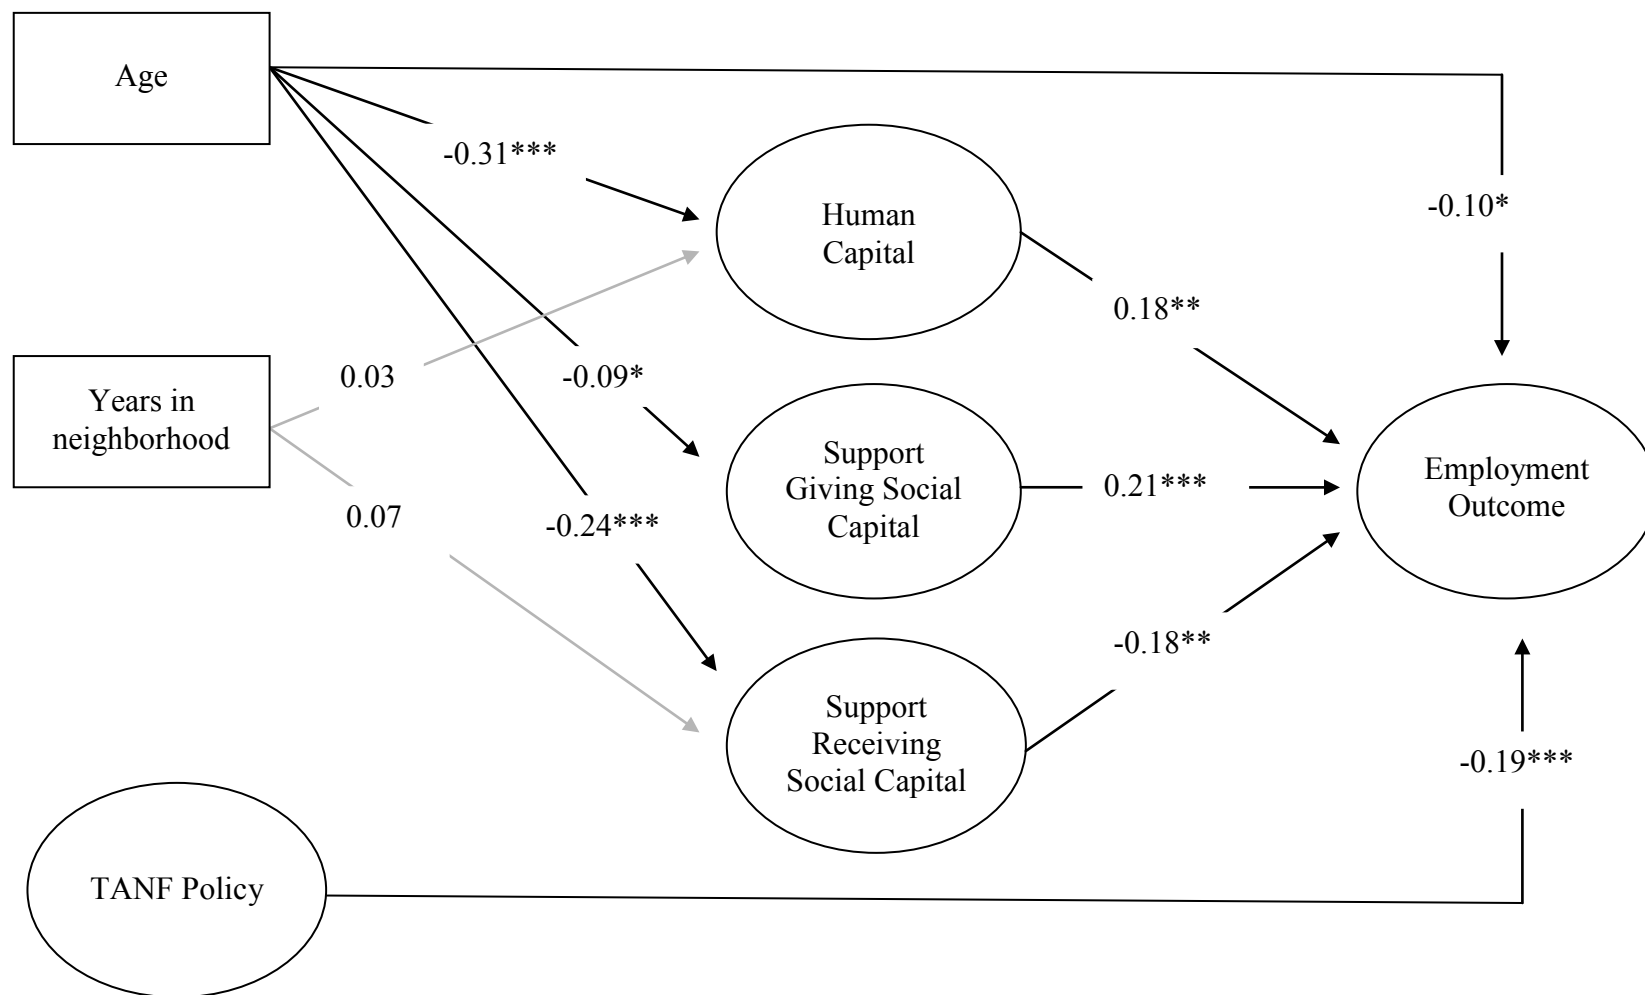 Age
-0.31***
-0.10*
Human
Capital
0.18**
0.03
-0.09*
Years in
neighborhood
Support
Giving Social
Capital
0.21***
Employment
Outcome
0.07
-0.24***
-0.18**
Support
Receiving
Social Capital
-0.19***
TANF Policy